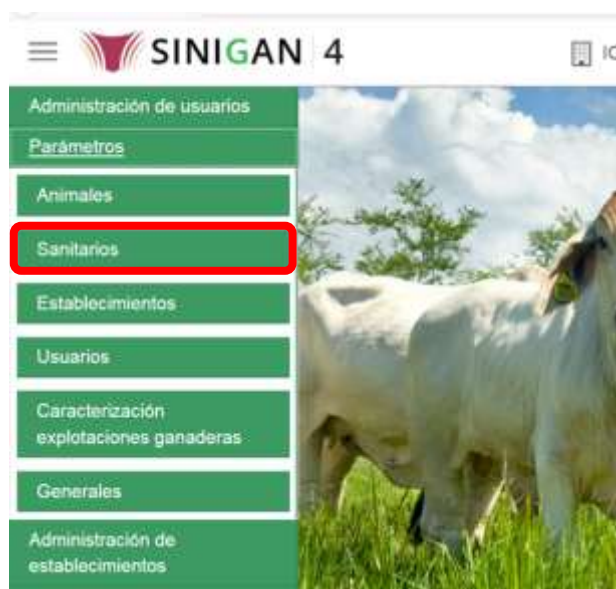 SINIGAN 4
Administración de usuarios
Parámetros
Animales
Sanitarios
Establecimientos
Usuarios
Caracterización
explotaciones ganaderas
Generales
Administración de
establecimientos